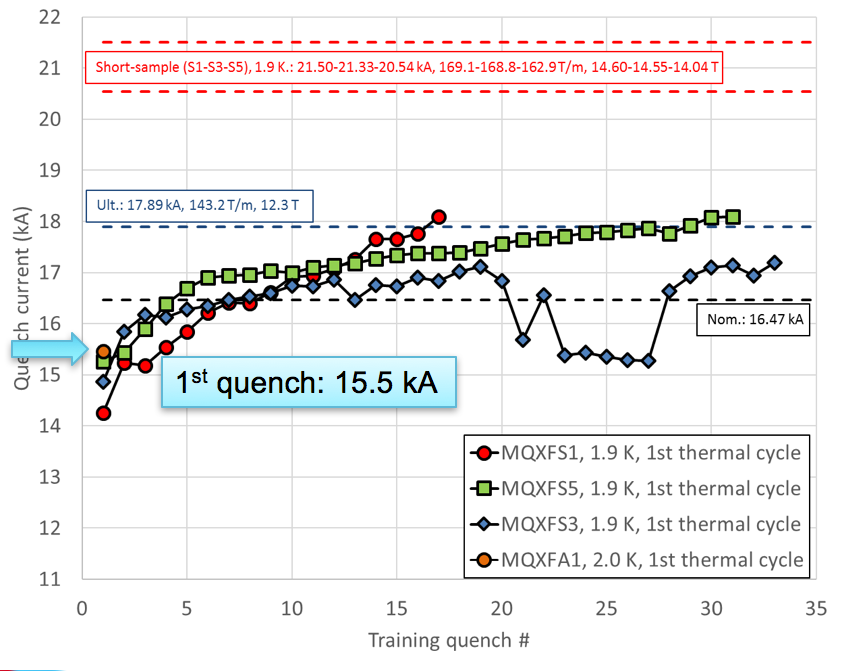 22
21
20
19
18
17
16
15
14
13
12
11
Quench current (kA)
Short-sample (S1-S3-S5), 1.9 K.: 21.50-21.33-20.54 kA, 169.1-168.8-162.9 T/m, 14.60-14.55-14.04 T
Ult.: 17.89 kA, 143.2 T/m, 12.3 T
Nom.: 16.47 kA
1st quench: 15.5 kA
MQXFS1, 1.9 K, 1st thermal cycle
MQXFS5, 1.9 K, 1st thermal cycle
MQXFS3, 1.9 K, 1st thermal cycle
MQXFA1, 2.0 K, 1st thermal cycle
0 5 10 15 20 25 30 35
Training quench #